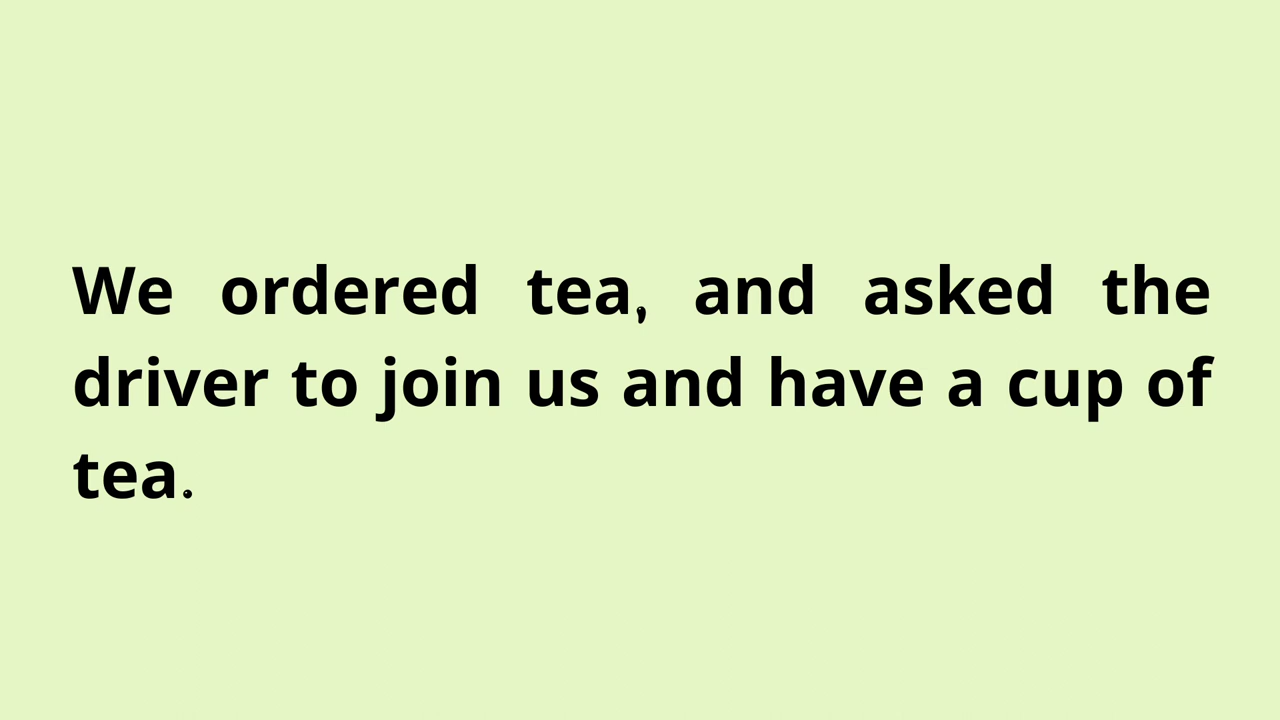 We ordered tea, and asked the
driver to join us and have a cup of
tea.